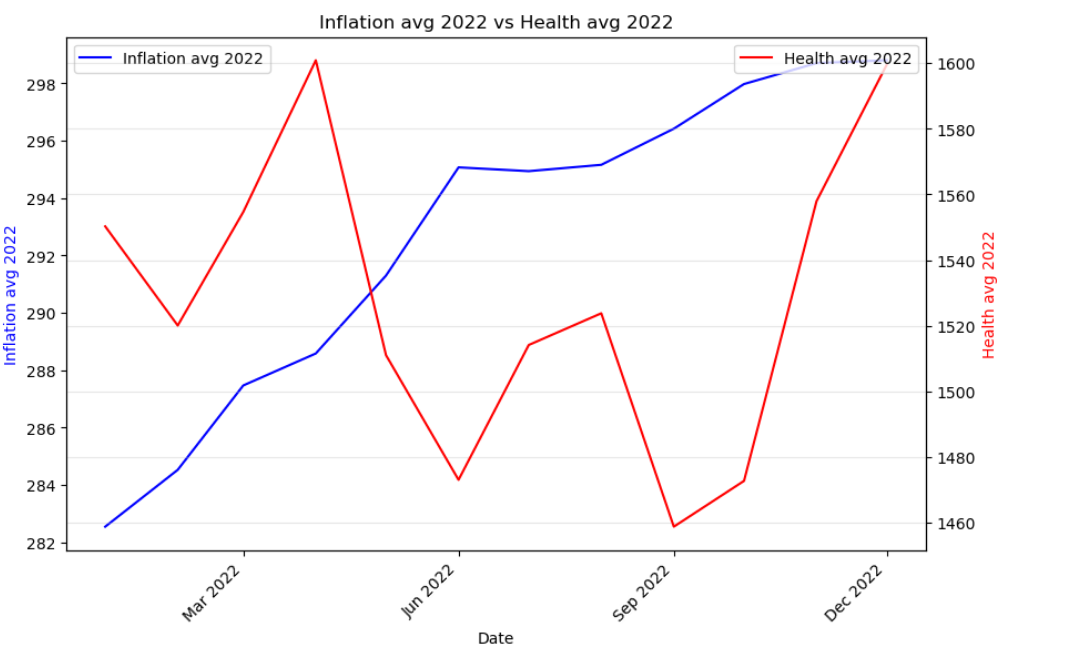 Inflation avg 2022 vs Health avg 2022
Inflation avg 2022
Health avg 2022
298
296
294
292
290
288
286
284
282
Inflation avg 2022
1600
1580
1560
1540
1520
1500
1480
1460
Health avg 2022
Mar 2022
Jun 2022
Sep 2022
Dec 2022
Date